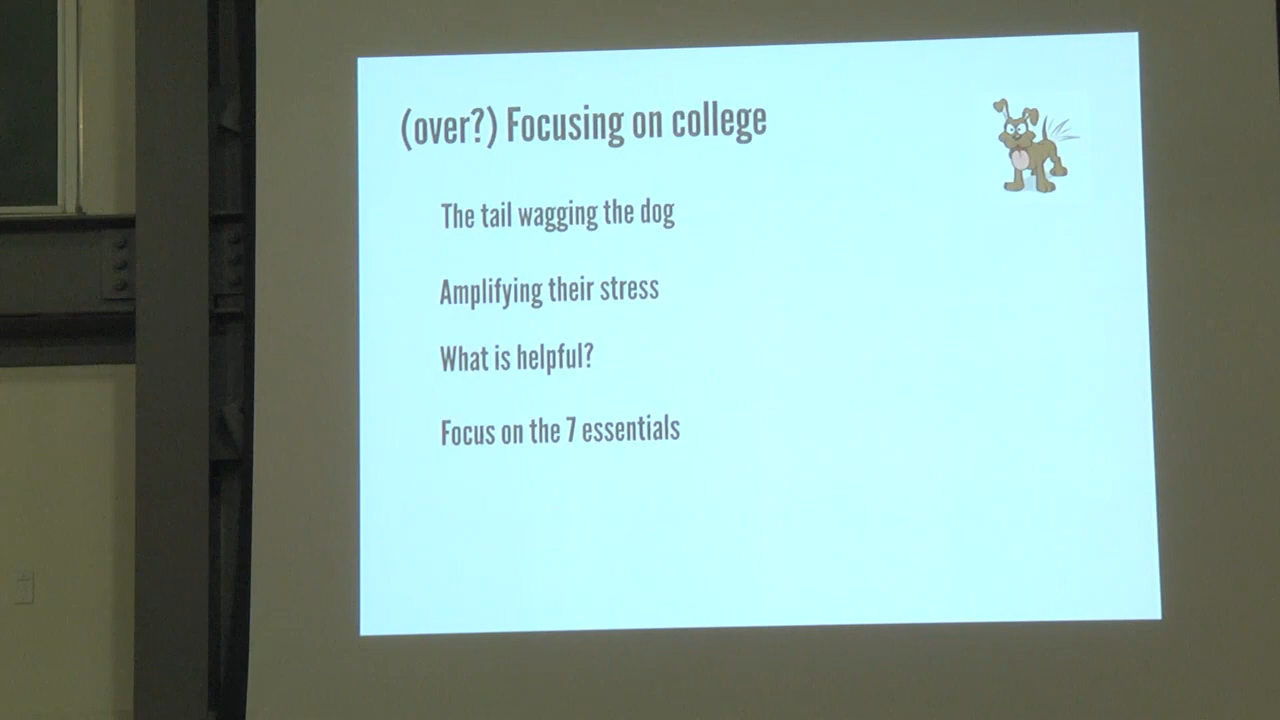 (over?) Focusing on college
The tail wagging the dog
Amplifying their stress
What is helpful?
Focus on the 7 essentials